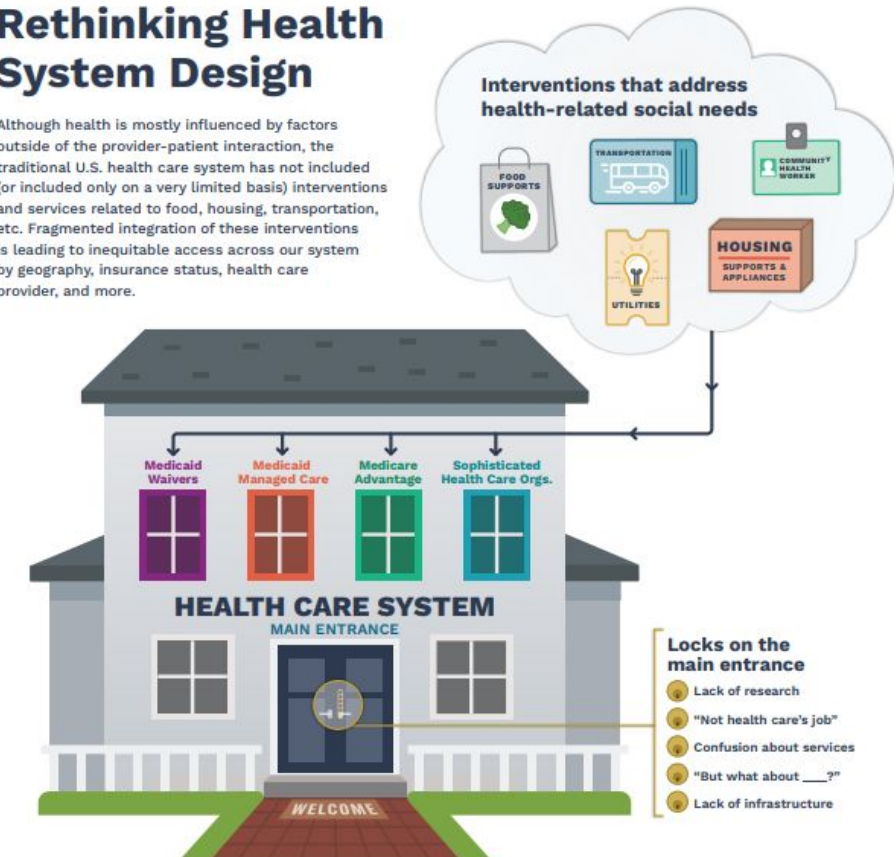 Rethinking Health
System Design
Although health is mostly influenced by factors
outside of the provider-patient interaction, the
traditional U.S. health care system has not included
(or included only on a very limited basis) interventions
and services related to food, housing, transportation,
etc. Fragmented integration of these interventions
is leading to inequitable access across our system
by geography, insurance status, health care
provider, and more.
Interventions that address
health-related social needs
FOOD
SUPPORTS
TRANSPORTATION
COMMUNITY
HEALTH
WORKER
UTILITIES
HOUSING
SUPPORTS &
APPLIANCES
Medicaid
Waivers
Medicaid
Managed Care
Medicare
Advantage
Sophisticated
Health Care Orgs.
HEALTH CARE SYSTEM
MAIN ENTRANCE
WELCOME
Locks on the
main entrance
Lack of research
“Not health care’s job”
Confusion about services
“But what about ___?”
Lack of infrastructure